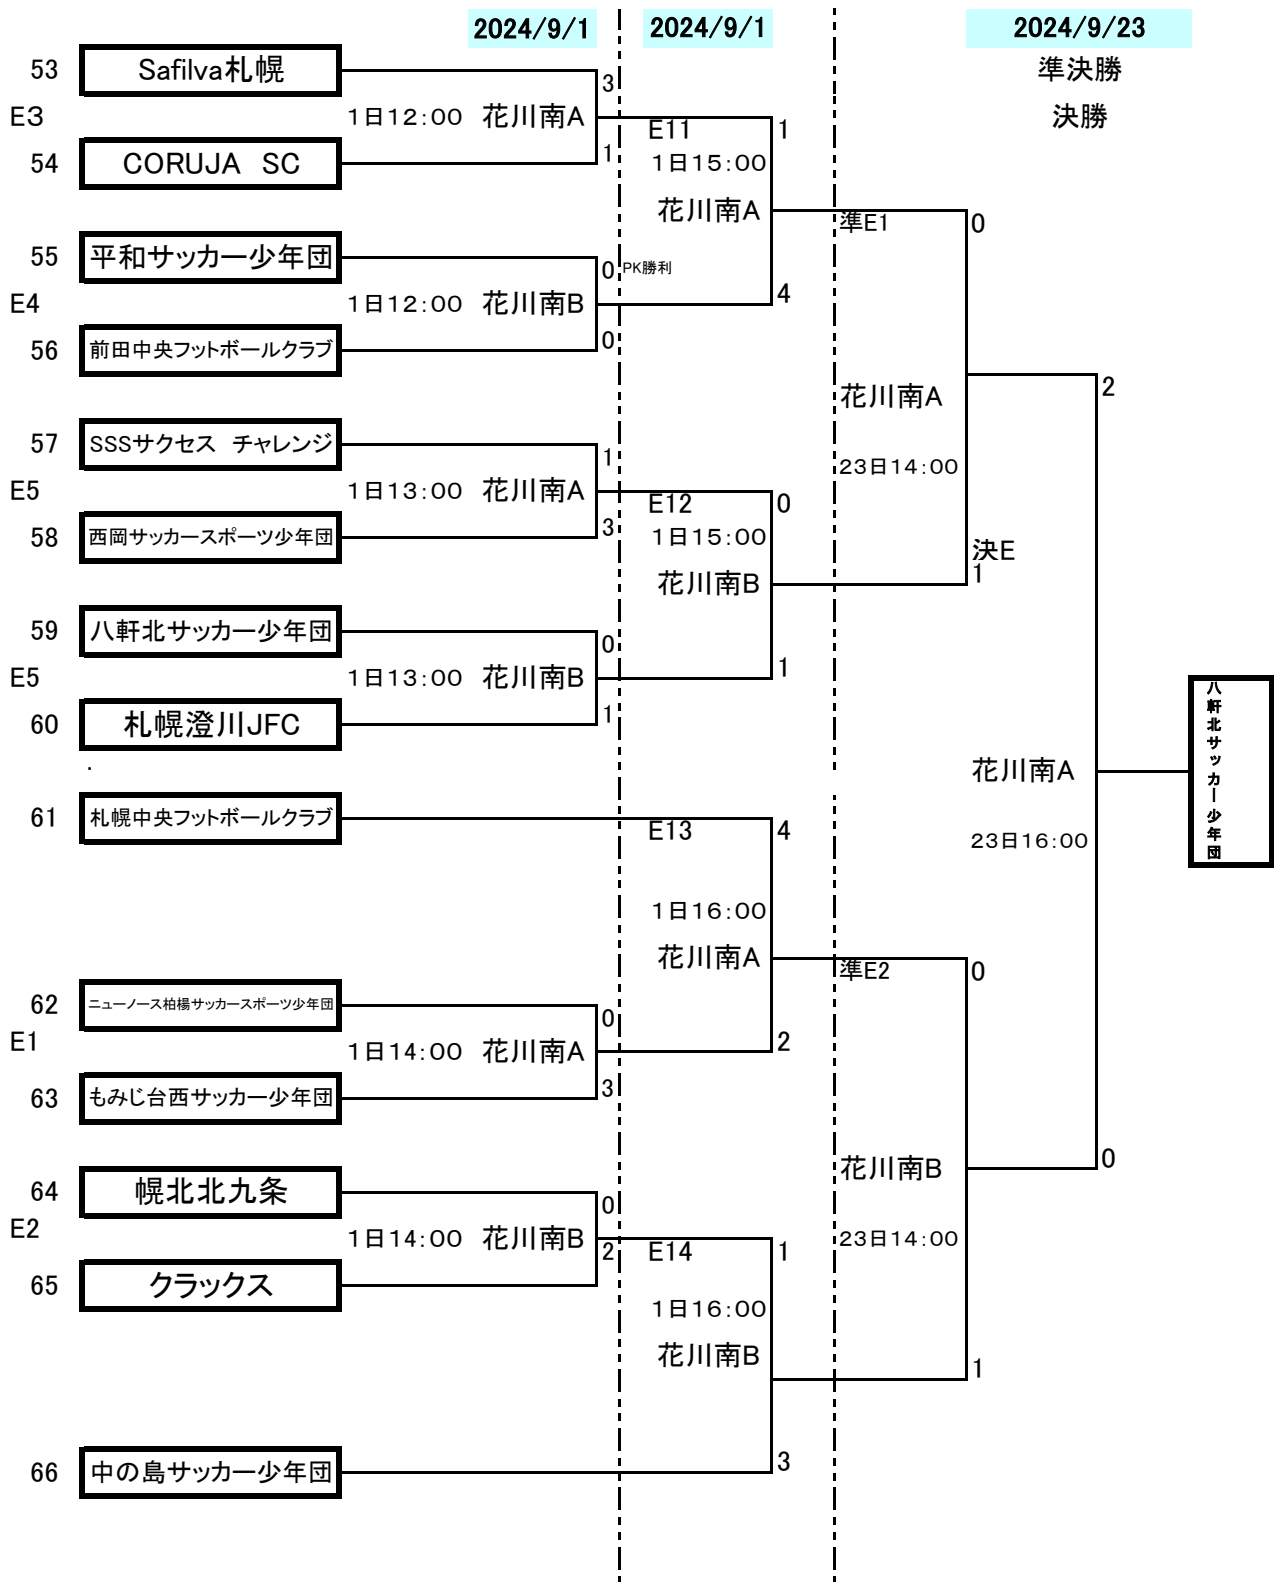 2024/9/1
2024/9/1
2024/9/23
準決勝
決勝
53
Safilva札幌
3
E3
1日12:00
花川南A
E11
1
54
CORUJA SC
1
1日15:00
花川南A
準E1
0
55
平和サッカー少年団
0
PK勝利
E4
1日12:00
花川南B
4
56
前田中央フットボールクラブ
0
花川南A
2
57
SSSサクセス チャレンジ
1
23日14:00
E5
1日13:00
花川南A
E12
0
58
西岡サッカースポーツ少年団
3
1日15:00
決E
花川南B
1
59
八軒北サッカー少年団
0
E5
1日13:00
花川南B
1
60
札幌澄川JFC
1
.
花川南A
八軒北サッカー少年団
61
札幌中央フットボールクラブ
E13
4
23日16:00
1日16:00
花川南A
準E2
0
62
ニューノース柏楊サッカースポーツ少年団
0
E1
1日14:00
花川南A
2
63
もみじ台西サッカー少年団
3
花川南B
0
64
幌北北九条
0
E2
1日14:00
花川南B
2
E14
1
23日14:00
65
クラックス
1日16:00
花川南B
1
66
中の島サッカー少年団
3